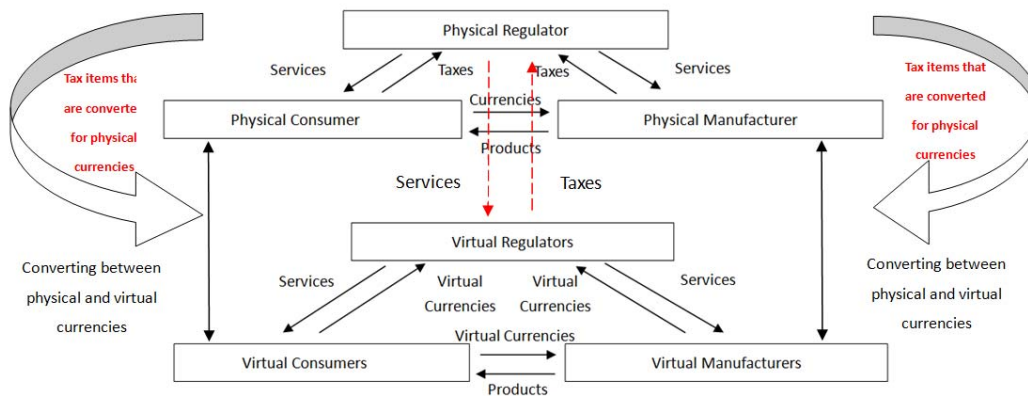 Physical Regulator
Services
Taxes
Taxes
Services
Tax items tha
are converte
for physical
currencies
Tax items that
are converted
for physical
currencies
Currencies
Physical Consumer
Physical Manufacturer
Products
Services
Taxes
Virtual Regulators
Converting between
physical and virtual
currencies
Services
Virtual
Currencies
Virtual
Currencies
Services
Converting between
physical and virtual
currencies
Virtual Currencies
Virtual Consumers
Virtual Manufacturers
Products